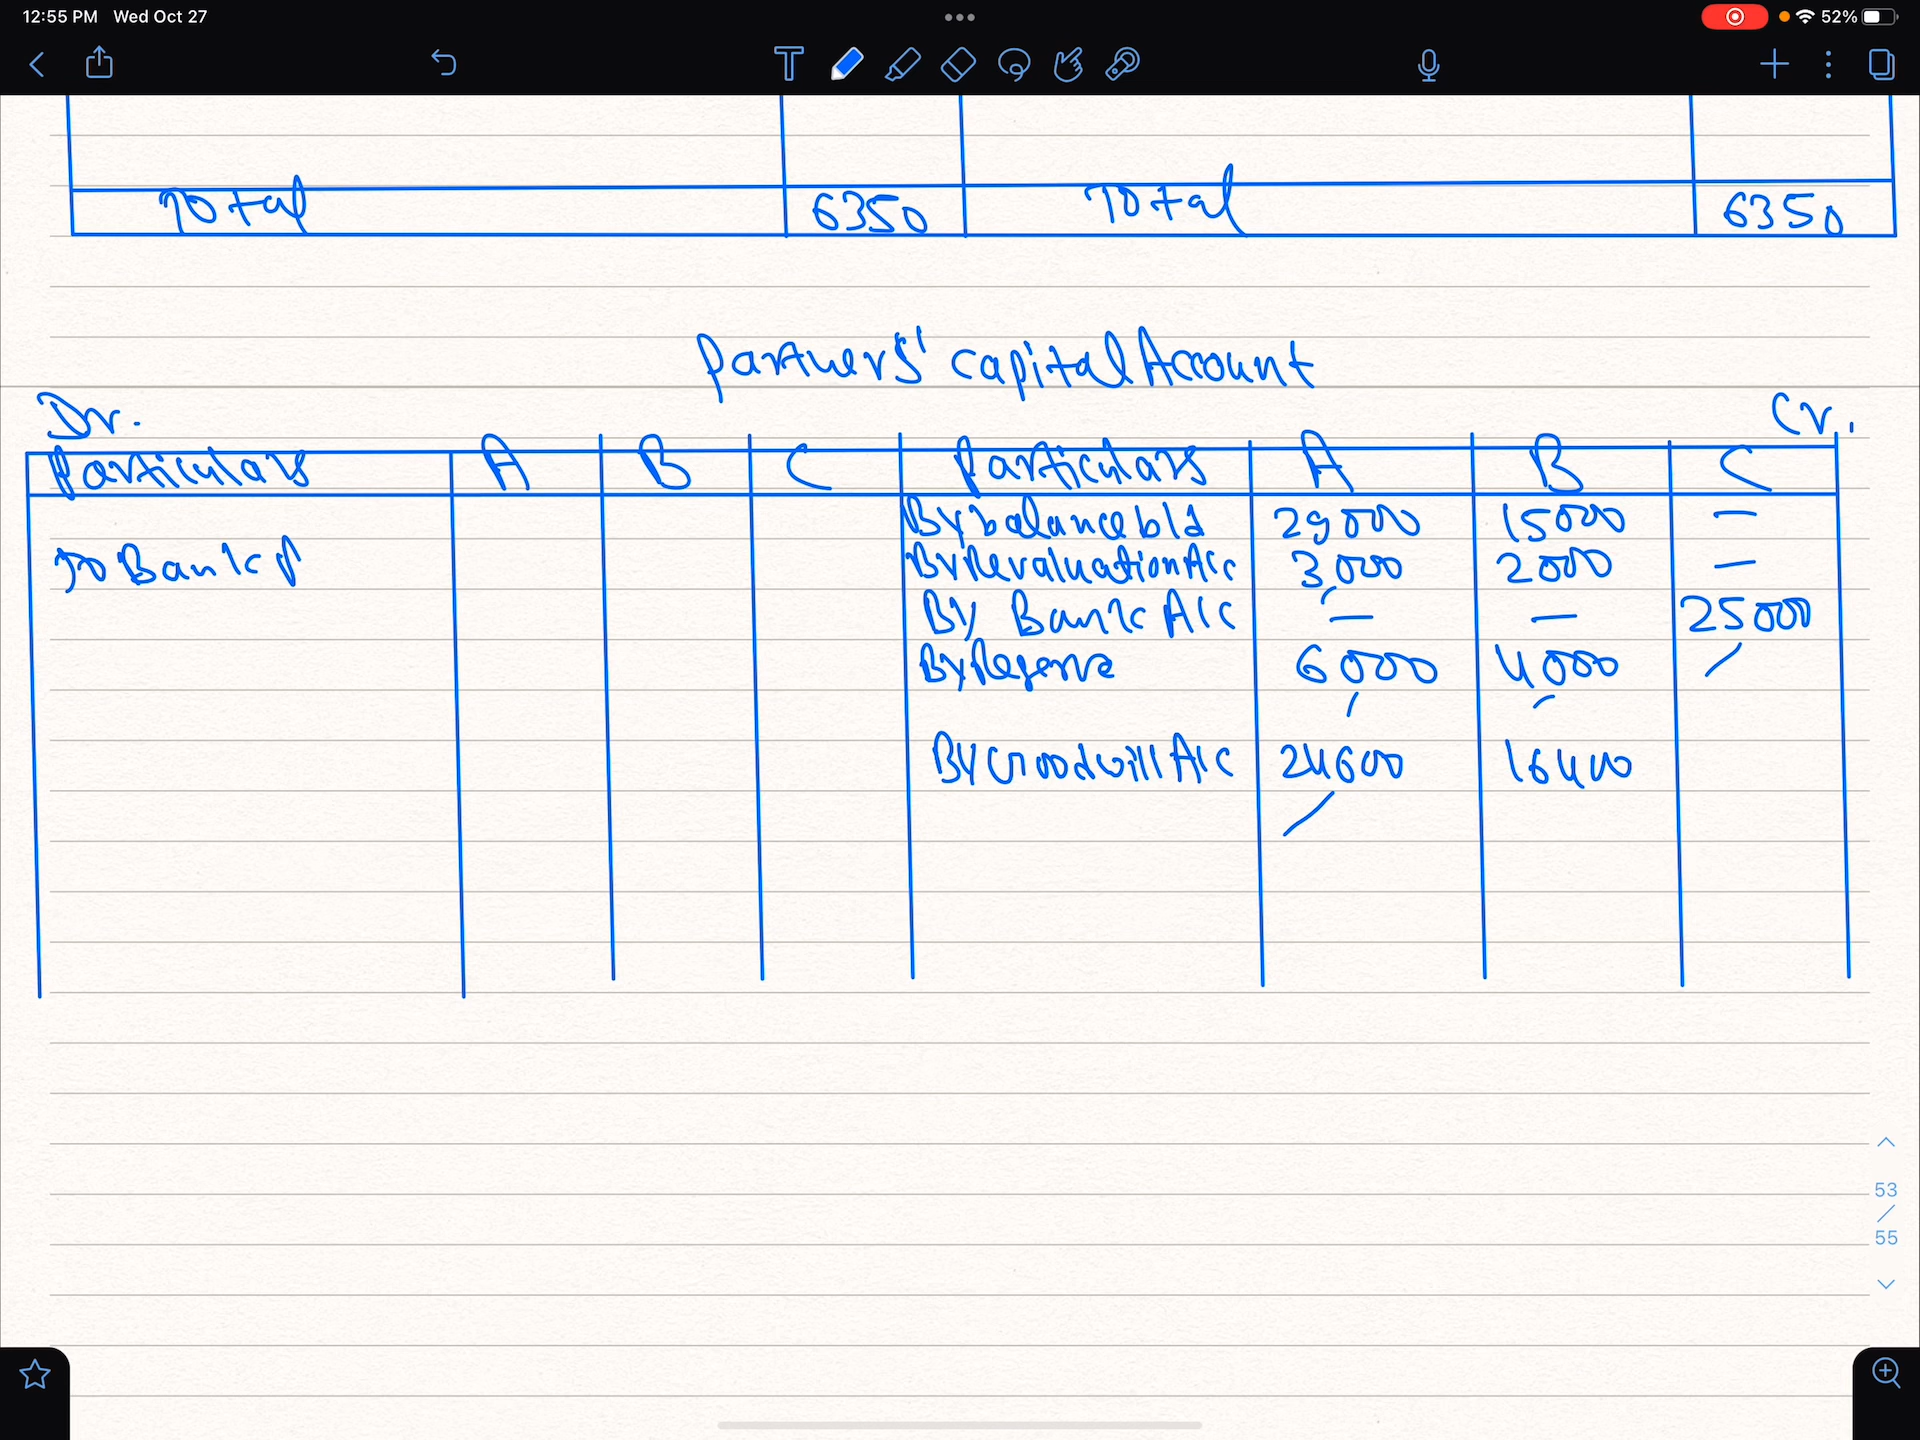 12:55 PM Wed Oct 27
52%
T
Total 6350 Total 6350
Partners' Capital Account
Dr. Cr.
Particulars A B C Particulars A B C
By balance b/d 29000 15000 –
To Bank A By Revaluation A/c 3,000 2000 –
By Bank A/c – – 25000
By Reserve 6000 4000
By Goodwill A/c 24600 16400
53
/
55